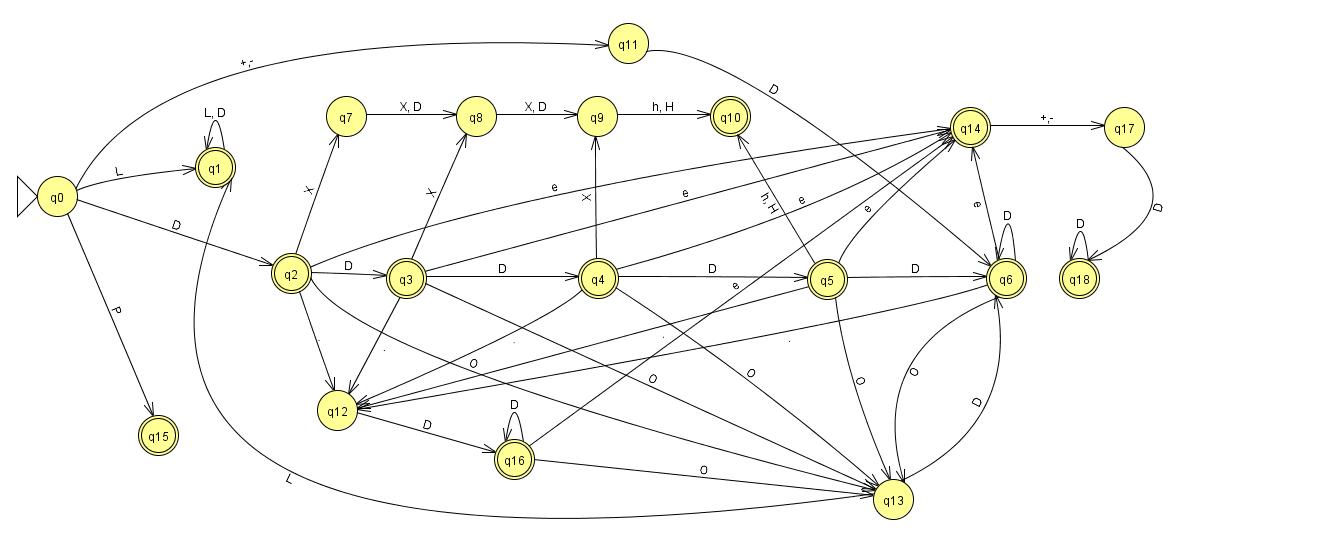 q11
+,-
D
L, D
q7
X, D
q8
X, D
q9
h, H
q10
q14
+,-
q17
L
q1
q0
X
X
X
e
e
e
h, H
e
e
D
D
D
D
q2
D
q3
D
q4
D
q5
D
q6
D
q18
P
e
.
.
.
.
.
O
O
O
O
O
D
q12
D
D
q15
q16
O
L
q13